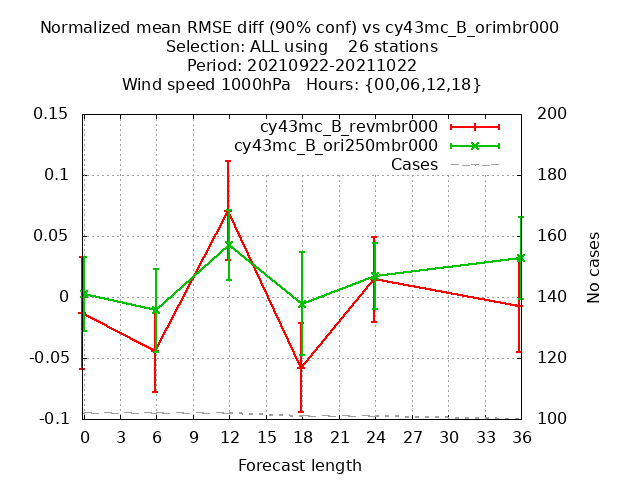 Normalized mean RMSE diff (90% conf) vs cy43mc_B_orimbr000
Selection: ALL using    26 stations
Period: 20210922-20211022
Wind speed 1000hPa   Hours: {00,06,12,18}
0.15
0.1
0.05
0
-0.05
-0.1
200
180
160
140
120
100
cy43mc_B_revmbr000
cy43mc_B_ori250mbr000
Cases
No cases
0 3 6 9 12 15 18 21 24 27 30 33 36
Forecast length